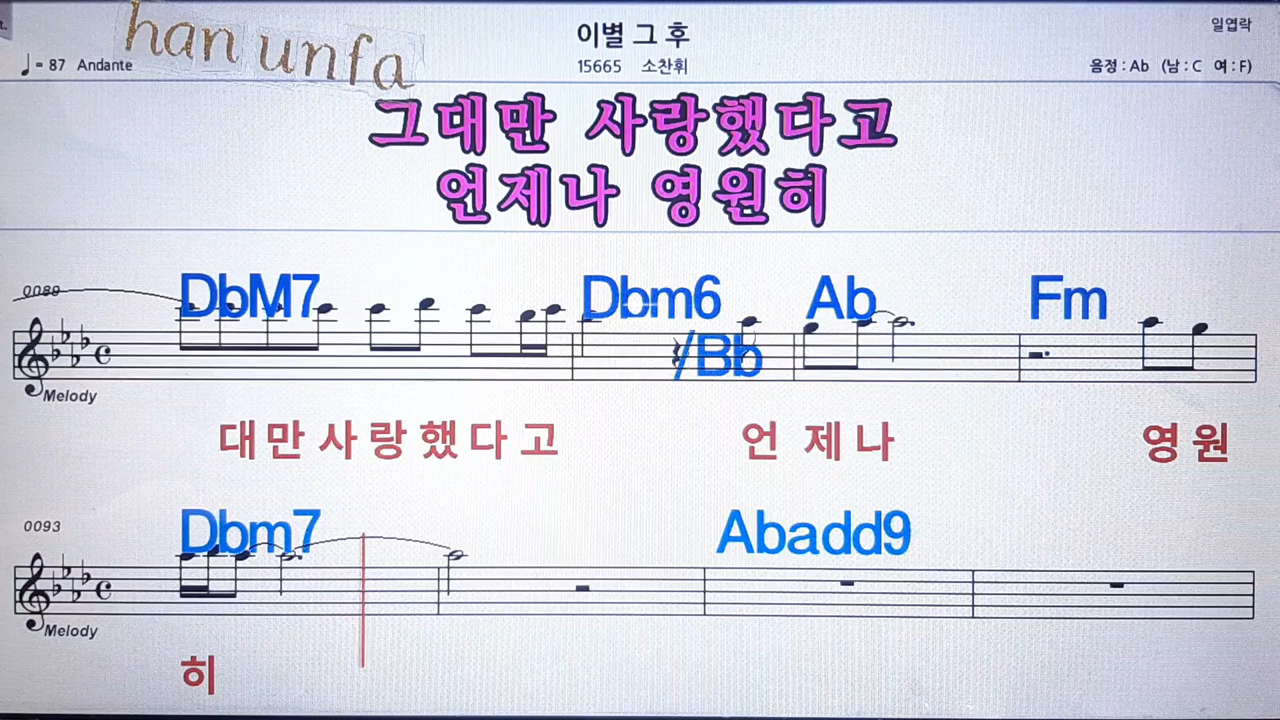 t.
han unfa
이별 그 후
일엽락
♩= 87 Andante
15665 소찬휘
음정 : Ab (남 : C 여 : F)
그대만 사랑했다고
언제나 영원히
0089
DbM7 Dbm6/Bb Ab Fm
Melody
대 만 사 랑 했 다 고 언 제 나 영 원
0093
Dbm7 Abadd9
Melody
히